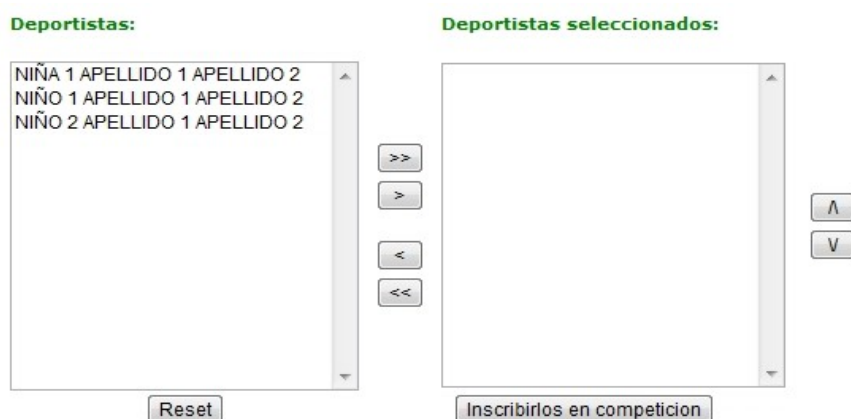 Deportistas:
Deportistas seleccionados:
NIÑA 1 APELLIDO 1 APELLIDO 2
NIÑO 1 APELLIDO 1 APELLIDO 2
NIÑO 2 APELLIDO 1 APELLIDO 2
>>
>
<
<<
/\
\/
Reset
Inscribirlos en competicion